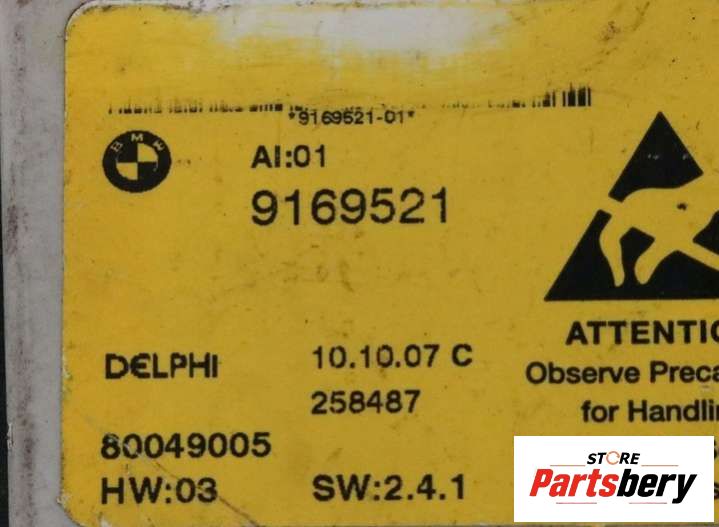 *9169521-01*
BMW
AI:01
9169521
DELPHI
10.10.07 C
258487
80049005
HW:03
SW:2.4.1
ATTENTIO
Observe Preca
for Handli
STORE
Partsbery